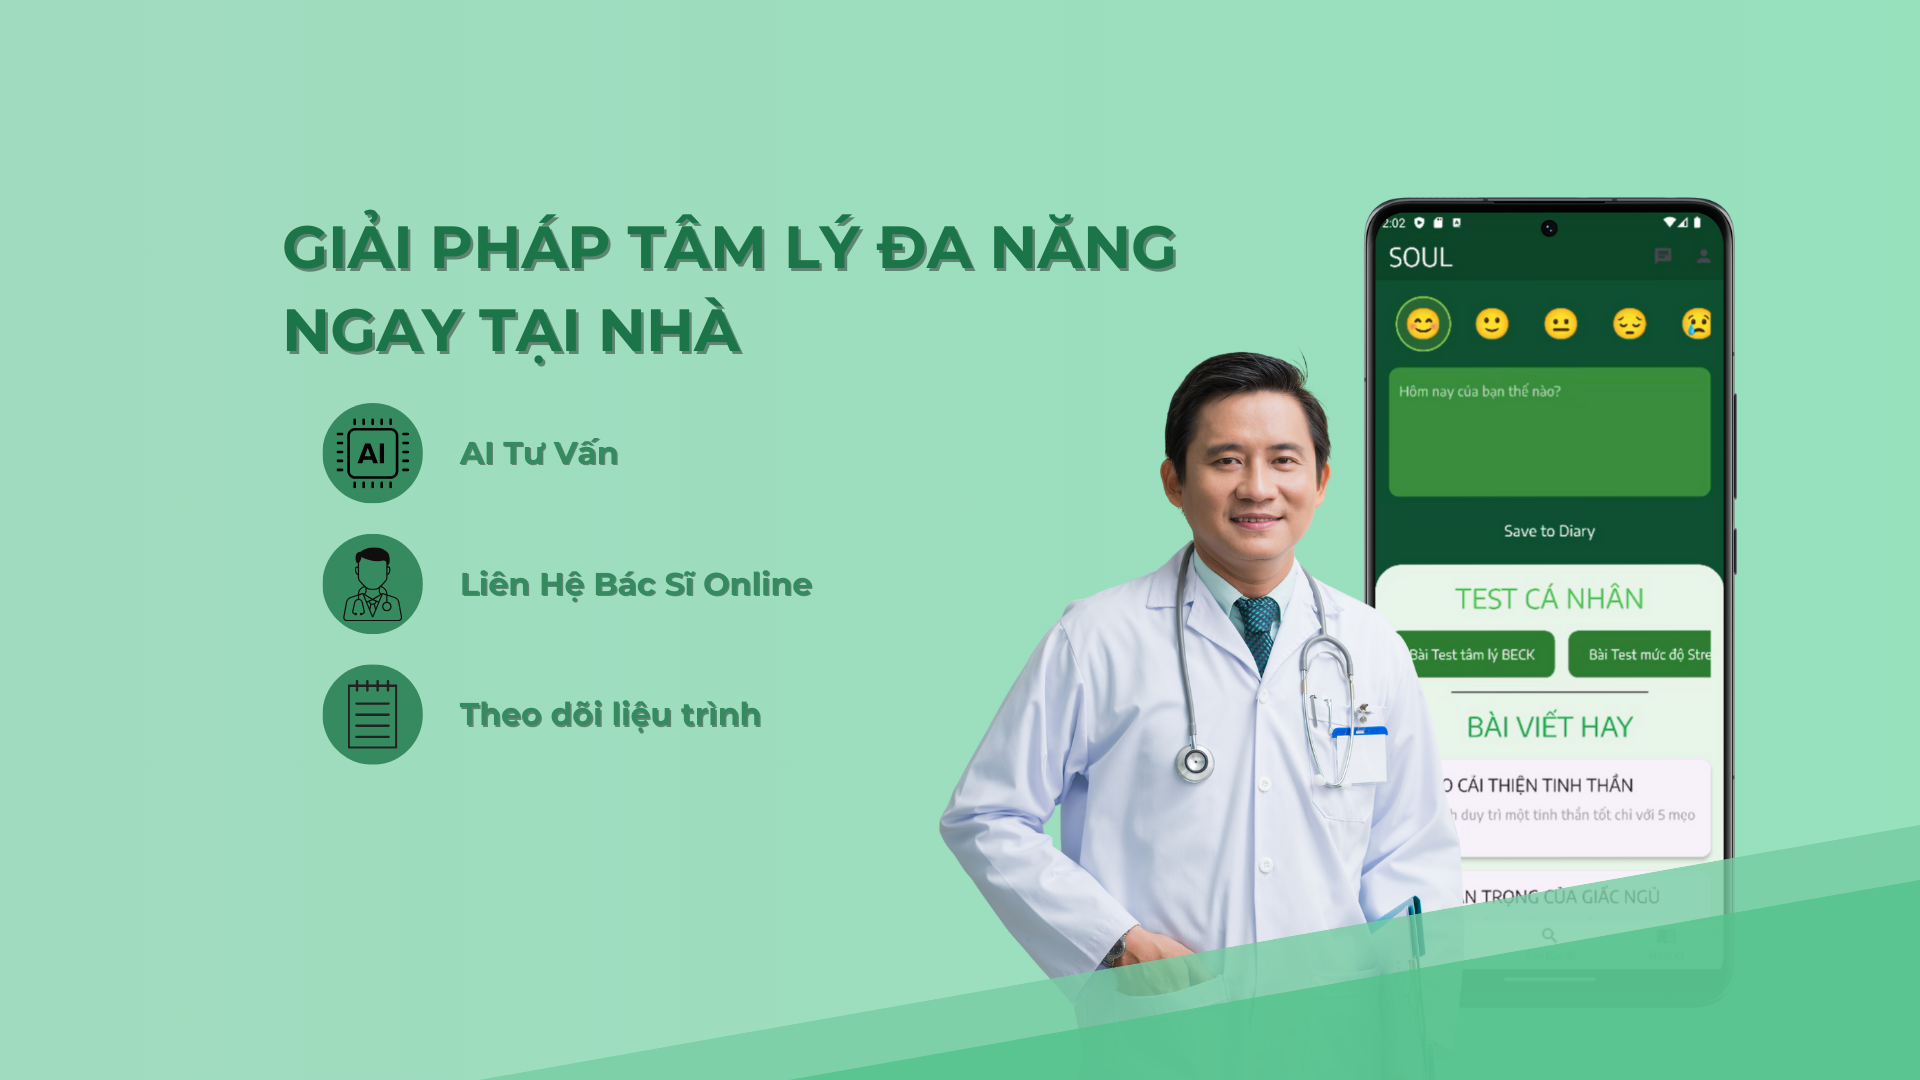 GIẢI PHÁP TÂM LÝ ĐA NĂNG
NGAY TẠI NHÀ
AI
AI Tư Vấn
Liên Hệ Bác Sĩ Online
Theo dõi liệu trình
2:02
SOUL
Hôm nay của bạn thế nào?
Save to Diary
TEST CÁ NHÂN
Bài Test tâm lý BECK
Bài Test mức độ Stre
BÀI VIẾT HAY
CẢI THIỆN TINH THẦN
duy trì một tinh thần tốt chỉ với 5 mẹo
TRỌNG CỦA GIẤC NGỦ